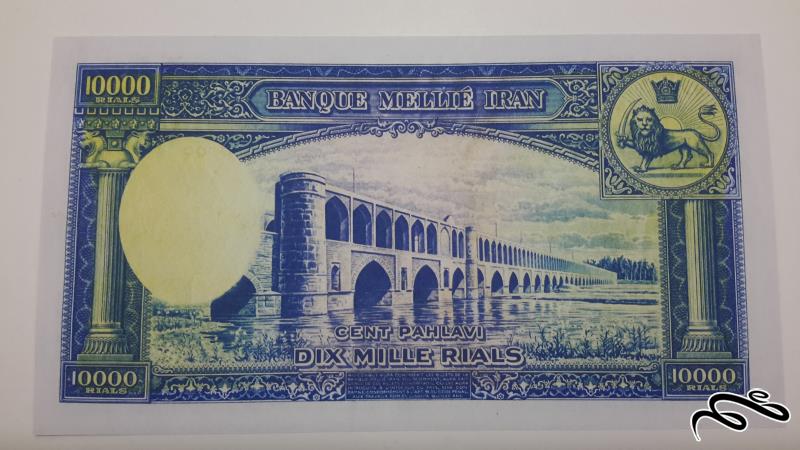 10000
RIALS
BANQUE MELLIÉ IRAN
CENT PAHLAVI
DIX MILLE RIALS
10000
RIALS
10000
RIALS